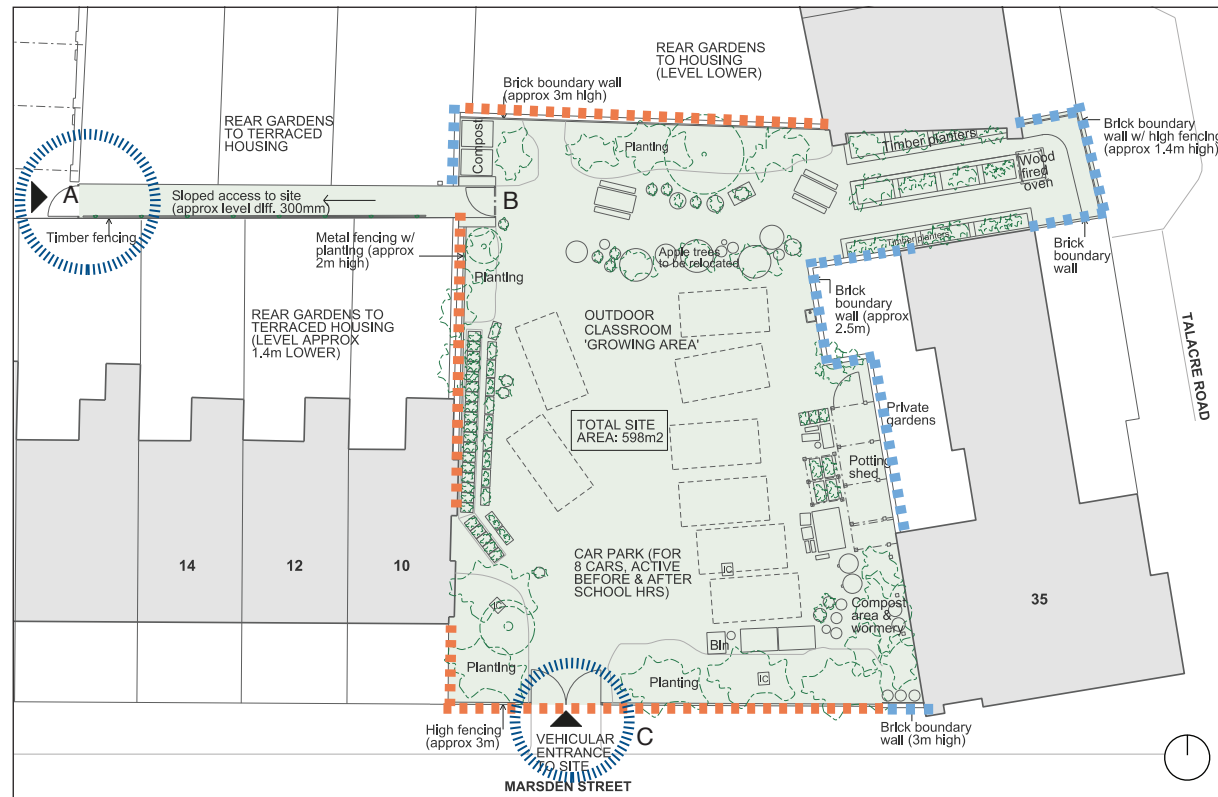 REAR GARDENS
TO HOUSING
(LEVEL LOWER)
Brick boundary wall
(approx 3m high)
REAR GARDENS
TO TERRACED
HOUSING
Compost
Planting
Timber planters
Wood
fired
oven
Brick boundary
wall w/ high fencing
(approx 1.4m high)
A
Sloped access to site
(approx level diff. 300mm)
B
Timber fencing
Metal fencing w/
planting (approx
2m high)
Planting
Apple trees
to be relocated
Timber planters
Brick
boundary
wall
REAR GARDENS TO
TERRACED HOUSING
(LEVEL APPROX
1.4m LOWER)
OUTDOOR
CLASSROOM
'GROWING AREA'
Brick
boundary
wall (approx
2.5m)
TALACRE ROAD
TOTAL SITE
AREA: 598m2
Private
gardens
Potting
shed
14
12
10
CAR PARK (FOR
8 CARS, ACTIVE
BEFORE & AFTER
SCHOOL HRS)
IC
IC
35
Compost
area &
wormery
Bin
Planting
Planting
IC
High fencing
(approx 3m)
VEHICULAR
ENTRANCE
TO SITE
C
Brick boundary
wall (3m high)
MARSDEN STREET